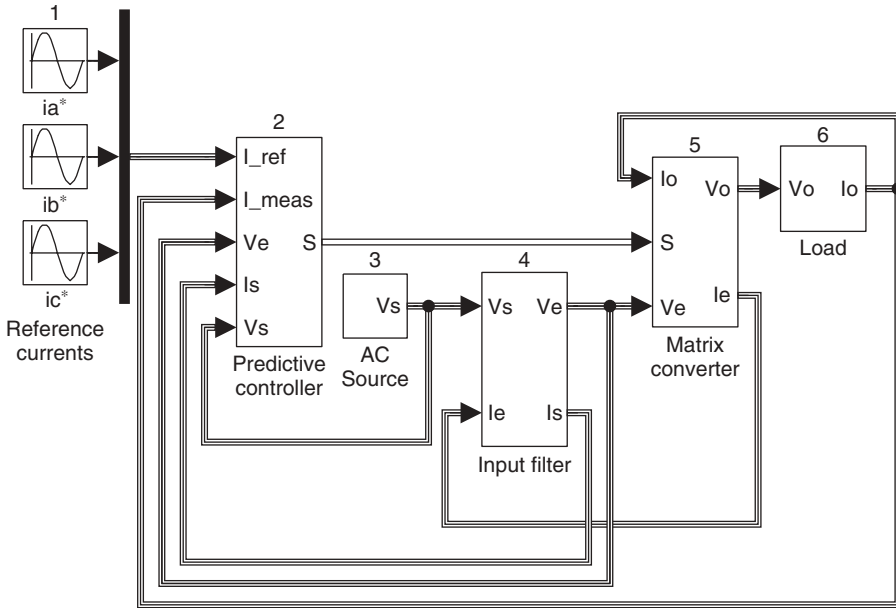 1
ia*
ib*
ic*
Reference
currents
2
I_ref
I_meas
Ve
Is
Vs
S
Predictive
controller
3
Vs
AC
Source
4
Vs
Ve
Ie
Is
Input filter
5
Io
Vo
S
Ie
Ve
Matrix
converter
6
Vo
Io
Load